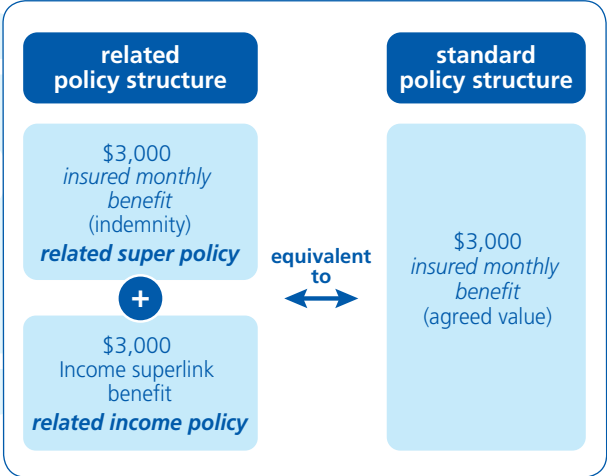 related
policy structure
$3,000
insured monthly
benefit
(indemnity)
related super policy
+
$3,000
Income superlink
benefit
related income policy
equivalent
to
standard
policy structure
$3,000
insured monthly
benefit
(agreed value)